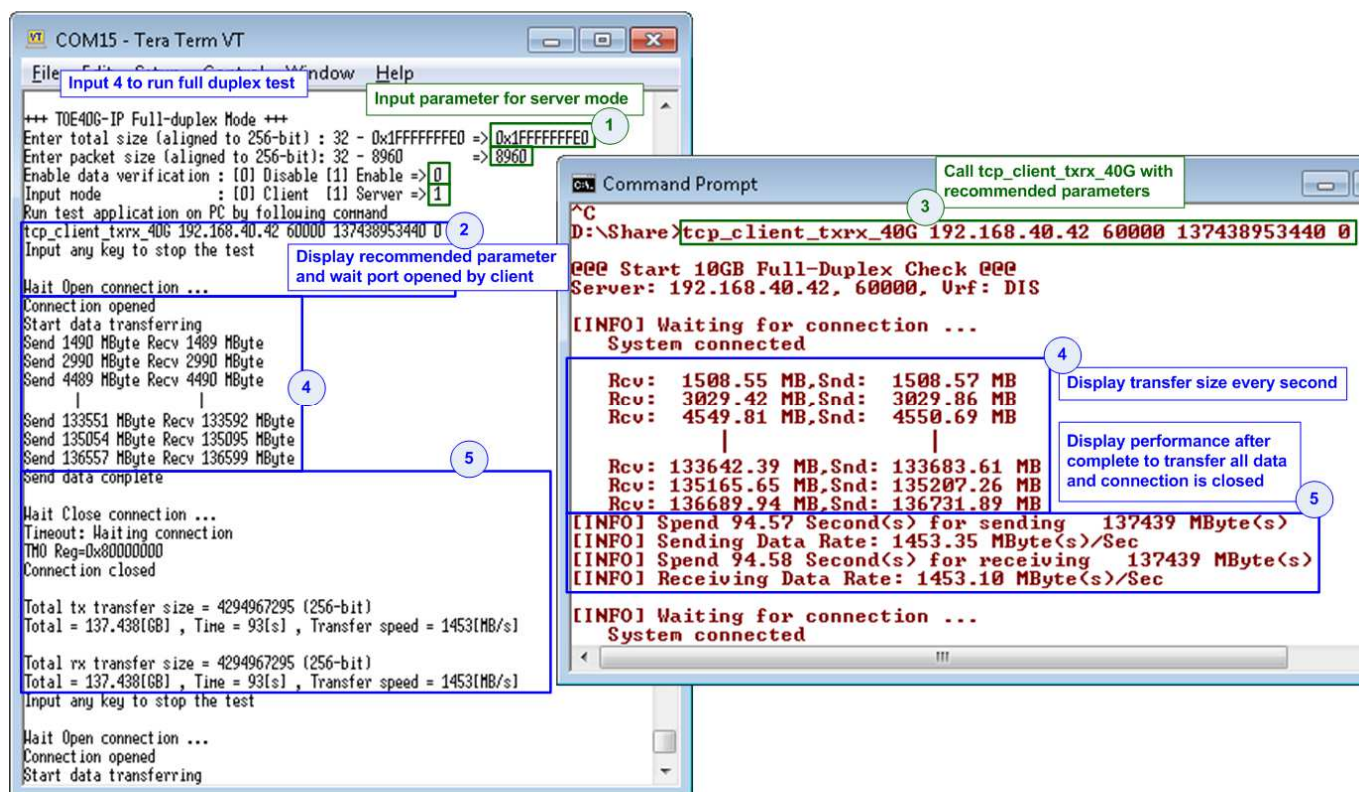 COM15 - Tera Term VT
File Edit Setup Control Window Help
Input 4 to run full duplex test
Input parameter for server mode
+++ TOE40G-IP Full-duplex Mode +++
1
Enter total size (aligned to 256-bit) : 32 - 0x1FFFFFFFE0 => 0x1FFFFFFFE0
Enter packet size (aligned to 256-bit): 32 - 8960 => 8960
Enable data verification : [0] Disable [1] Enable => 0
Input mode : [0] Client [1] Server => 1
Run test application on PC by following command
tcp_client_txrx_40G 192.168.40.42 60000 137438953440 0
2
Input any key to stop the test
Display recommended parameter
and wait port opened by client
Wait Open connection ...
Connection opened
Start data transferring
Send 1490 MByte Recv 1489 MByte
Send 2990 MByte Recv 2990 MByte
Send 4489 MByte Recv 4490 MByte
4
| |
Send 133551 MByte Recv 133592 MByte
Send 135054 MByte Recv 135095 MByte
Send 136557 MByte Recv 136599 MByte
5
Send data complete
Wait Close connection ...
Timeout: Waiting connection
TMO Reg=0x80000000
Connection closed
Total tx transfer size = 4294967295 (256-bit)
Total = 137.438[GB] , Time = 93[s] , Transfer speed = 1453[MB/s]
Total rx transfer size = 4294967295 (256-bit)
Total = 137.438[GB] , Time = 93[s] , Transfer speed = 1453[MB/s]
Input any key to stop the test
Wait Open connection ...
Connection opened
Start data transferring
Command Prompt
Call tcp_client_txrx_40G with
recommended parameters
3
^C
D:\Share>tcp_client_txrx_40G 192.168.40.42 60000 137438953440 0
@@@ Start 10GB Full-Duplex Check @@@
Server: 192.168.40.42, 60000, Vrf: DIS
[INFO] Waiting for connection ...
System connected
4
Display transfer size every second
Rcv: 1508.55 MB,Snd: 1508.57 MB
Rcv: 3029.42 MB,Snd: 3029.86 MB
Rcv: 4549.81 MB,Snd: 4550.69 MB
| |
Rcv: 133642.39 MB,Snd: 133683.61 MB
Rcv: 135165.65 MB,Snd: 135207.26 MB
Rcv: 136689.94 MB,Snd: 136731.89 MB
Display performance after
complete to transfer all data
and connection is closed
5
[INFO] Spend 94.57 Second(s) for sending 137439 MByte(s)
[INFO] Sending Data Rate: 1453.35 MByte(s)/Sec
[INFO] Spend 94.58 Second(s) for receiving 137439 MByte(s)
[INFO] Receiving Data Rate: 1453.10 MByte(s)/Sec
[INFO] Waiting for connection ...
System connected